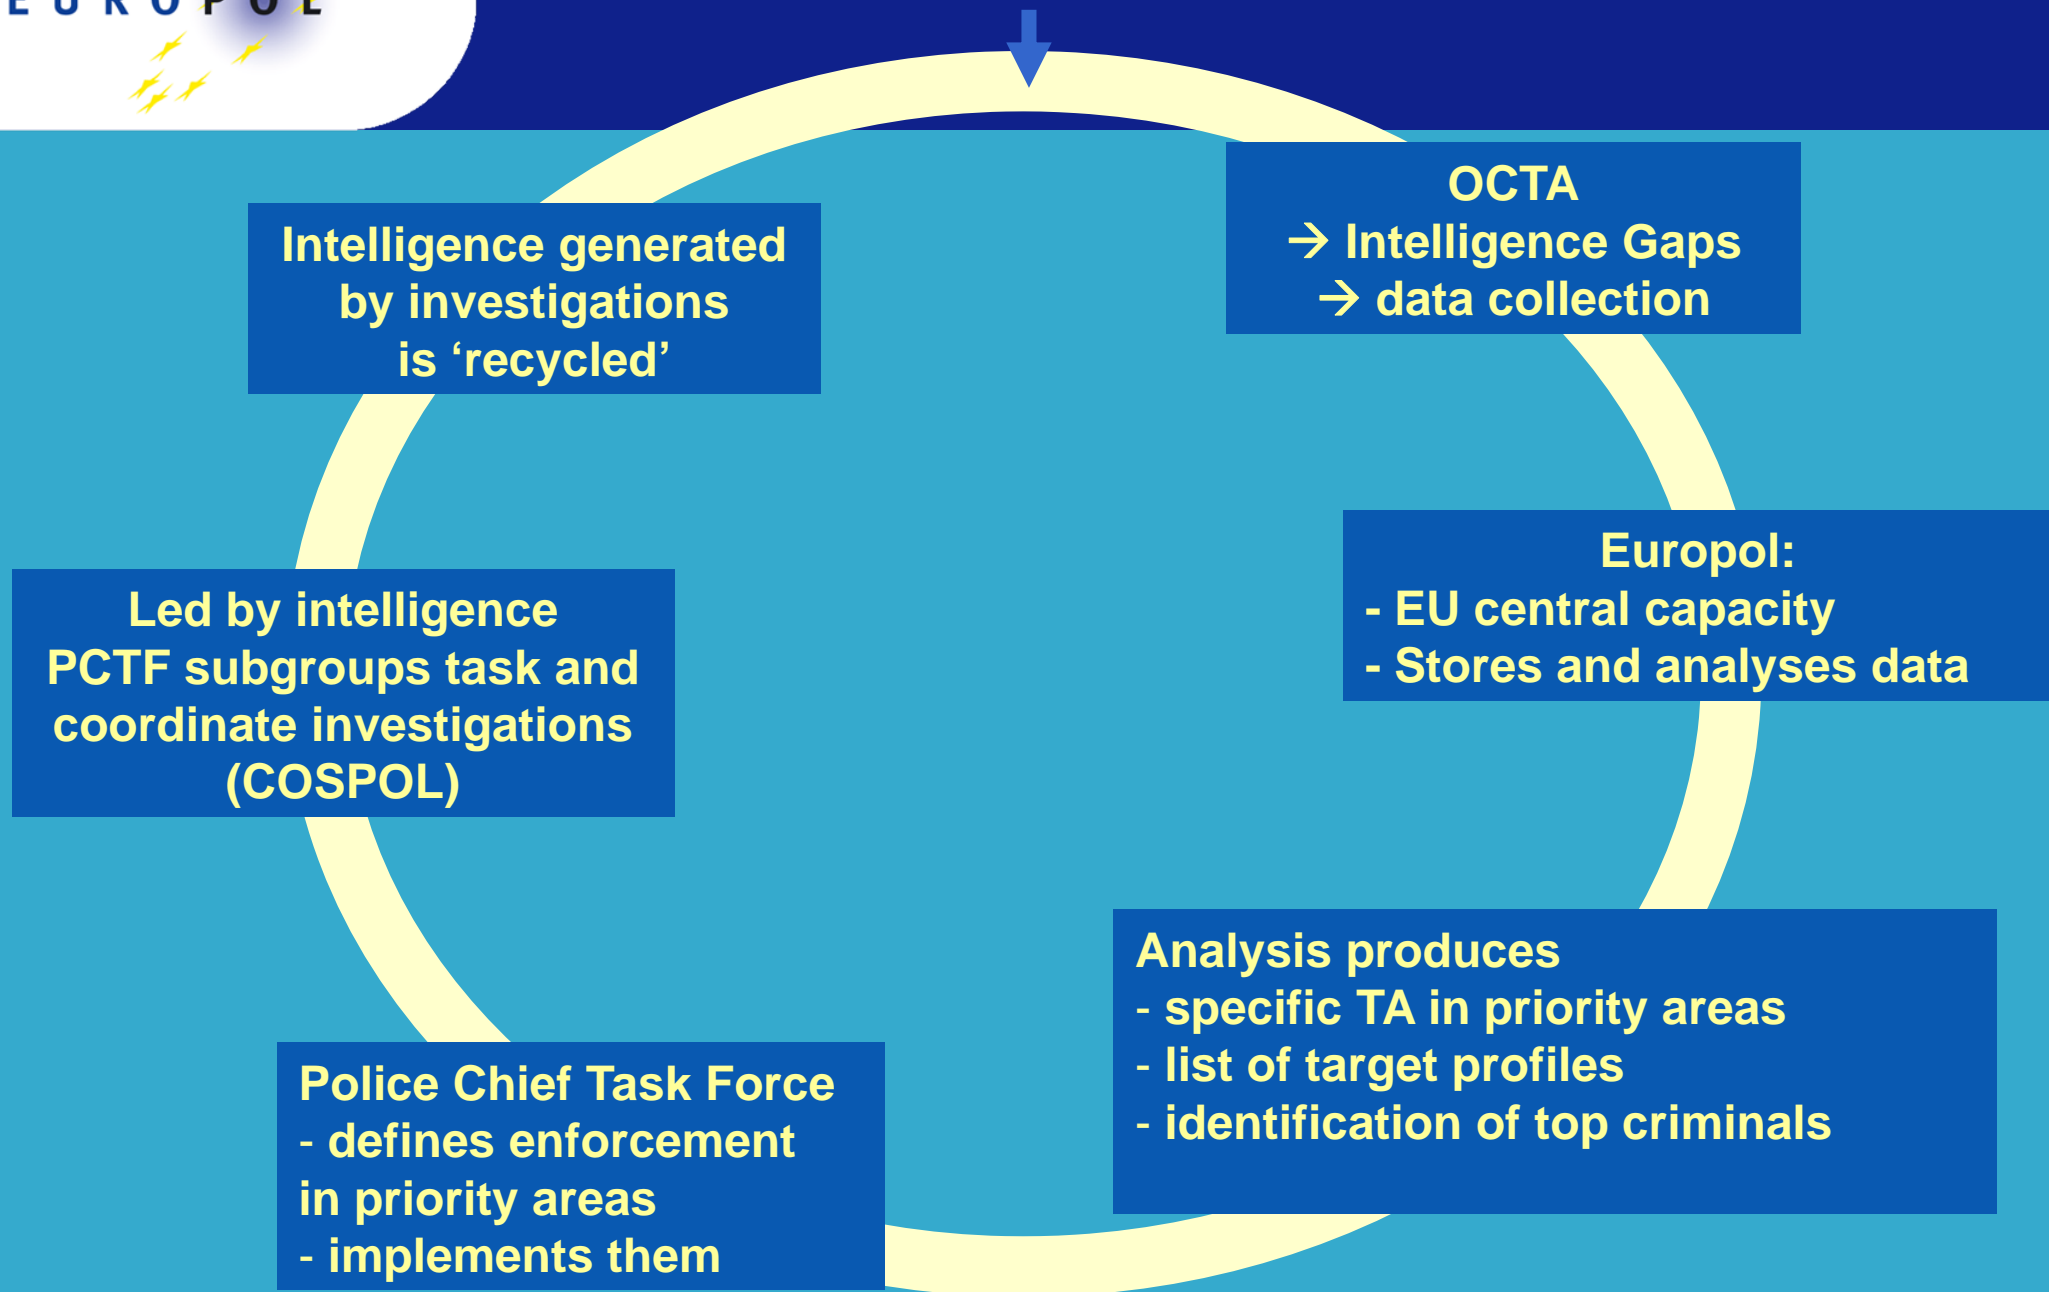 EUROPOL
OCTA
→ Intelligence Gaps
→ data collection
Europol:
- EU central capacity
- Stores and analyses data
Analysis produces
- specific TA in priority areas
- list of target profiles
- identification of top criminals
Police Chief Task Force
- defines enforcement
in priority areas
- implements them
Led by intelligence
PCTF subgroups task and
coordinate investigations
(COSPOL)
Intelligence generated
by investigations
is ‘recycled’